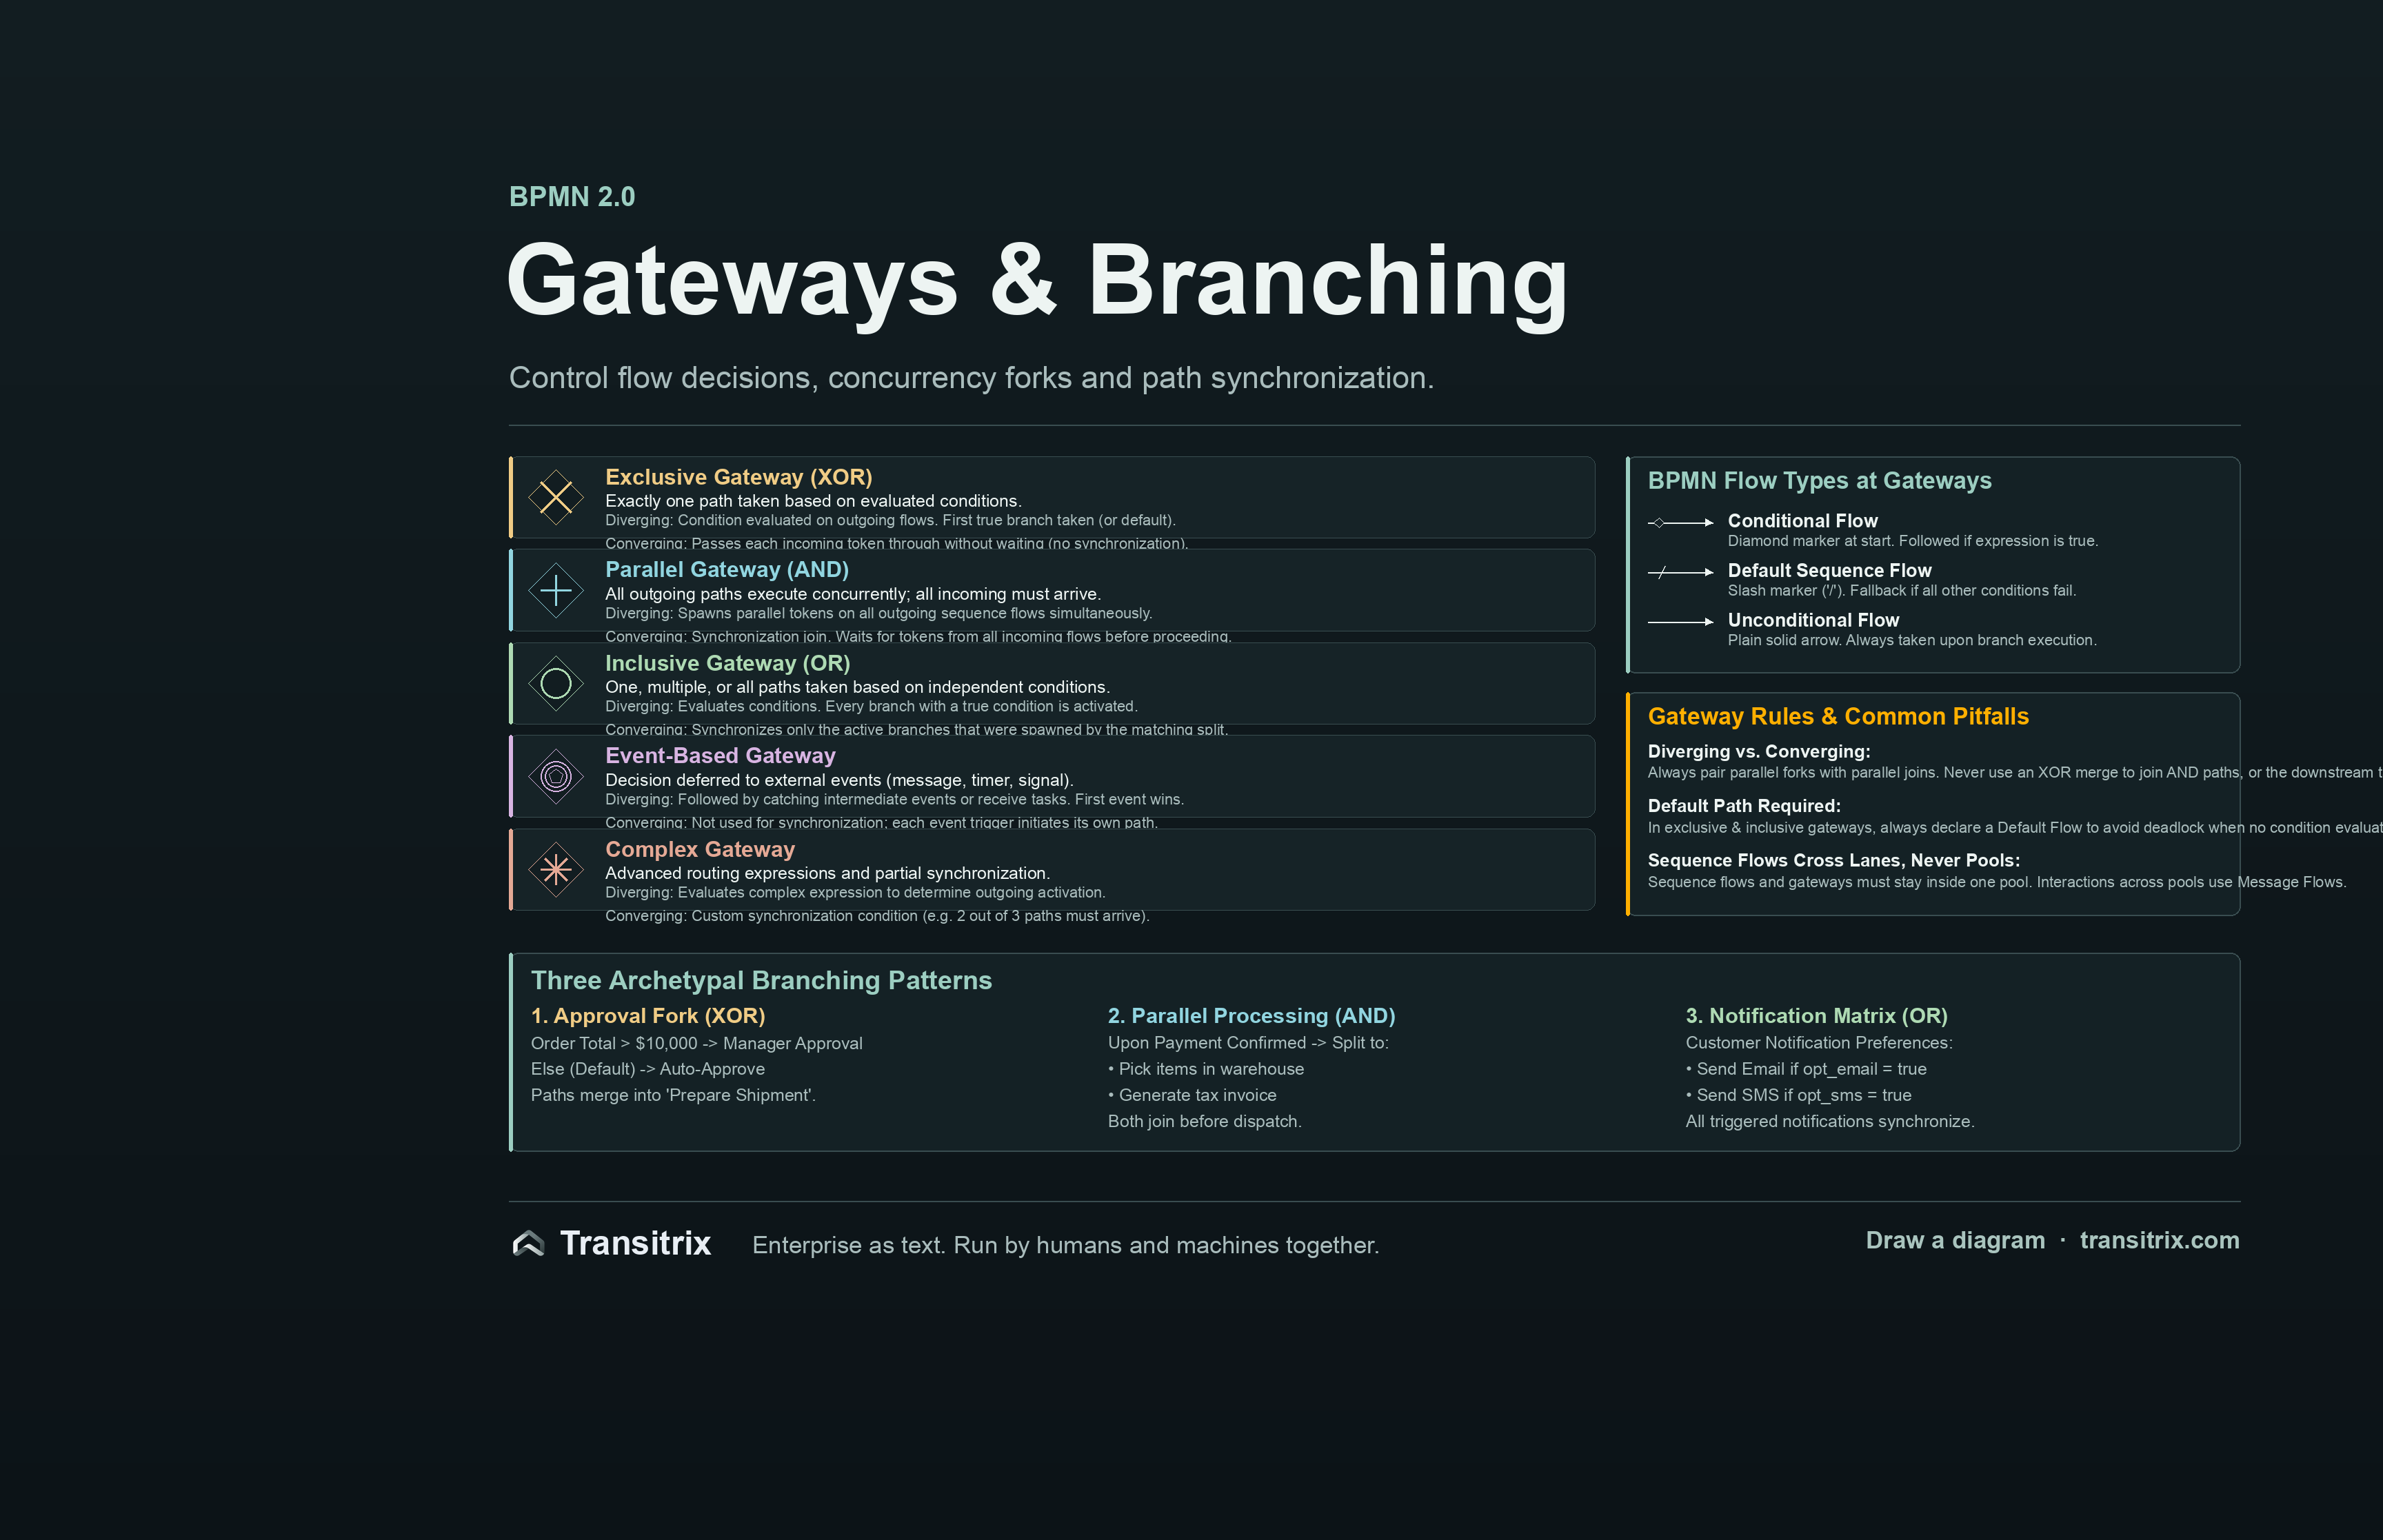 BPMN 2.0
Gateways & Branching
Control flow decisions, concurrency forks and path synchronization.
Exclusive Gateway (XOR)
Exactly one path taken based on evaluated conditions.
Diverging: Condition evaluated on outgoing flows. First true branch taken (or default).
Converging: Passes each incoming token through without waiting (no synchronization).
Parallel Gateway (AND)
All outgoing paths execute concurrently; all incoming must arrive.
Diverging: Spawns parallel tokens on all outgoing sequence flows simultaneously.
Converging: Synchronization join. Waits for tokens from all incoming flows before proceeding.
Inclusive Gateway (OR)
One, multiple, or all paths taken based on independent conditions.
Diverging: Evaluates conditions. Every branch with a true condition is activated.
Converging: Synchronizes only the active branches that were spawned by the matching split.
Event-Based Gateway
Decision deferred to external events (message, timer, signal).
Diverging: Followed by catching intermediate events or receive tasks. First event wins.
Converging: Not used for synchronization; each event trigger initiates its own path.
Complex Gateway
Advanced routing expressions and partial synchronization.
Diverging: Evaluates complex expression to determine outgoing activation.
Converging: Custom synchronization condition (e.g. 2 out of 3 paths must arrive).
BPMN Flow Types at Gateways
Conditional Flow
Diamond marker at start. Followed if expression is true.
Default Sequence Flow
Slash marker ('/'). Fallback if all other conditions fail.
Unconditional Flow
Plain solid arrow. Always taken upon branch execution.
Gateway Rules & Common Pitfalls
Diverging vs. Converging:
Always pair parallel forks with parallel joins. Never use an XOR merge to join AND paths, or the downstream
Default Path Required:
In exclusive & inclusive gateways, always declare a Default Flow to avoid deadlock when no condition
Sequence Flows Cross Lanes, Never Pools:
Sequence flows and gateways must stay inside one pool. Interactions across pools use Message Flows.
Three Archetypal Branching Patterns
1. Approval Fork (XOR)
Order Total > $10,000 -> Manager Approval
Else (Default) -> Auto-Approve
Paths merge into 'Prepare Shipment'.
2. Parallel Processing (AND)
Upon Payment Confirmed -> Split to:
• Pick items in warehouse
• Generate tax invoice
Both join before dispatch.
3. Notification Matrix (OR)
Customer Notification Preferences:
• Send Email if opt_email = true
• Send SMS if opt_sms = true
All triggered notifications synchronize.
Transitrix
Enterprise as text. Run by humans and machines together.
Draw a diagram · transitrix.com